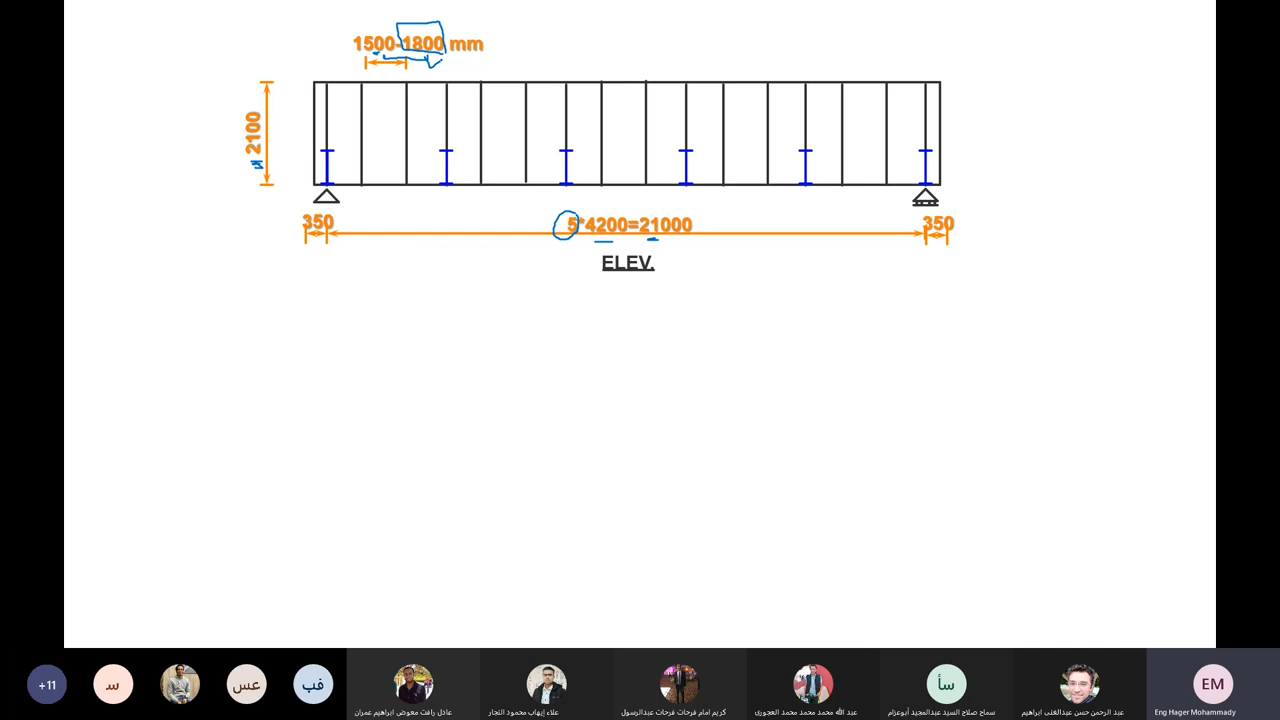 1500-1800 mm
2100
350
5*4200=21000
350
ELEV.
+11
س
عس
فب
سأ
EM
عادل رافت معوض ابراهيم عمران
علاء إيهاب محمود النجار
كريم امام فرحات فرحات عبدالرسول
عبد الله محمد محمد محمد العجوزى
سماح صلاح السيد عبدالمجيد أبوعزام
عبد الرحمن حسن عبدالغنى ابراهيم
Eng Hager Mohammady